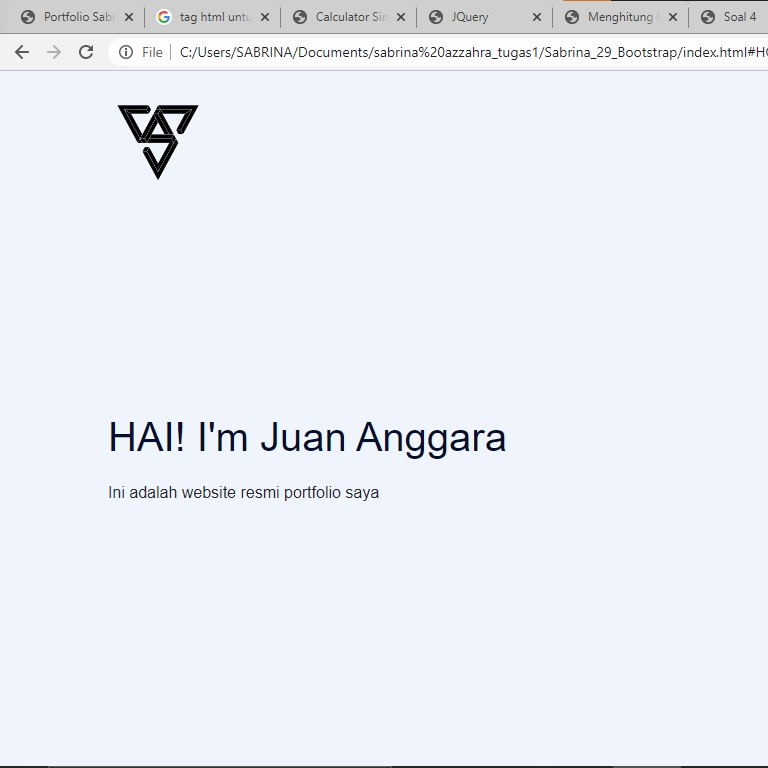 Portfolio Sabr
tag html untu
Calculator Sim
JQuery
Menghitung
Soal 4
File
C:/Users/SABRINA/Documents/sabrina%20azzahra_tugas1/Sabrina_29_Bootstrap/index.html#H
HAI! I'm Juan Anggara
Ini adalah website resmi portfolio saya